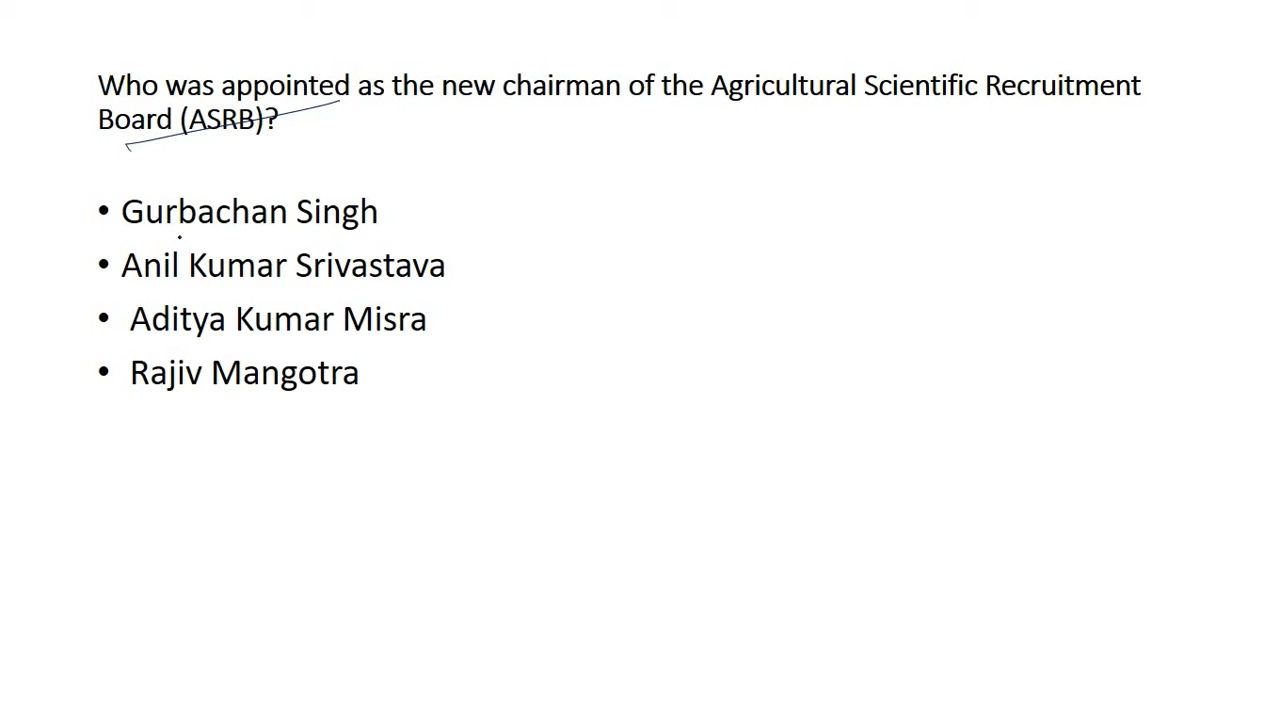 Who was appointed as the new chairman of the Agricultural Scientific Recruitment
Board (ASRB)?
• Gurbachan Singh
• Anil Kumar Srivastava
• Aditya Kumar Misra
• Rajiv Mangotra